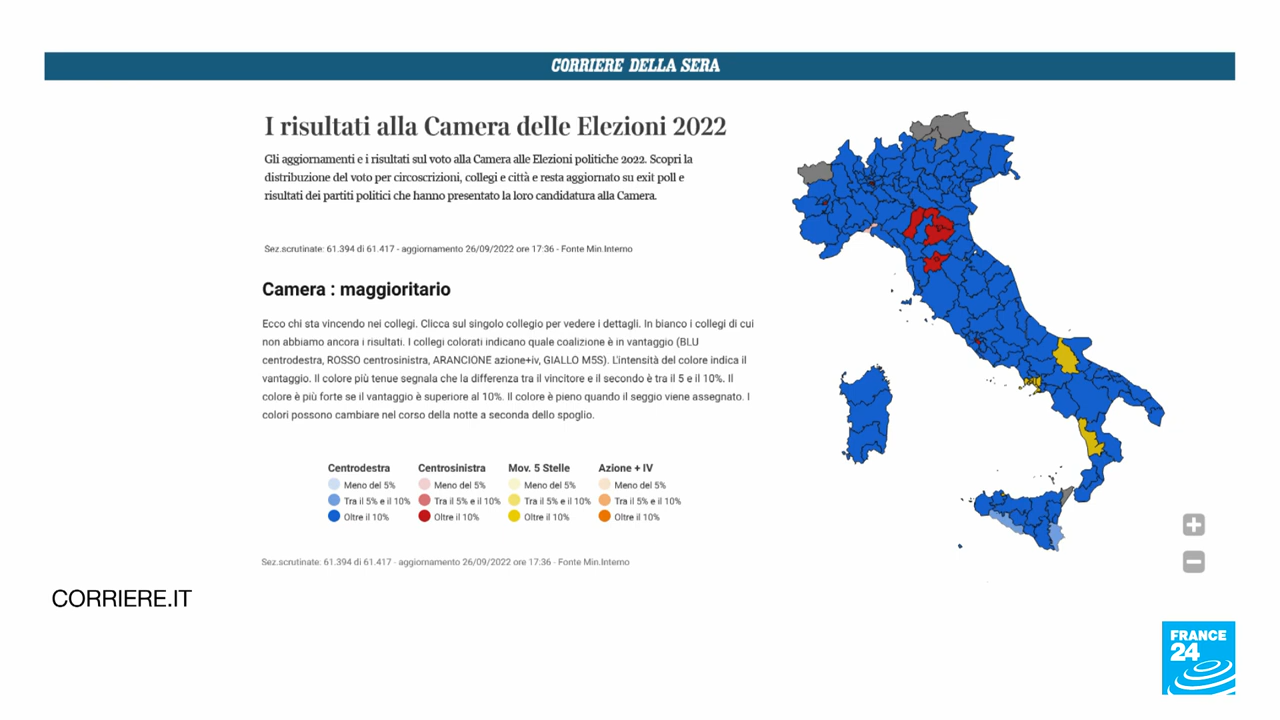 CORRIERE DELLA SERA
I risultati alla Camera delle Elezioni 2022
Gli aggiornamenti e i risultati sul voto alla Camera alle Elezioni politiche 2022. Scopri la
distribuzione del voto per circoscrizioni, collegi e città e resta aggiornato su exit poll e
risultati dei partiti politici che hanno presentato la loro candidatura alla Camera.
Sez.scrutinate: 61.394 di 61.417 - aggiornamento 26/09/2022 ore 17:36 - Fonte Min.Interno
Camera : maggioritario
Ecco chi sta vincendo nei collegi. Clicca sul singolo collegio per vedere i dettagli. In bianco i collegi di cui
non abbiamo ancora i risultati. I collegi colorati indicano quale coalizione è in vantaggio (BLU
centrodestra, ROSSO centrosinistra, ARANCIONE azione+iv, GIALLO M5S). L'intensità del colore indica il
vantaggio. Il colore più tenue segnala che la differenza tra il vincitore e il secondo è tra il 5 e il 10%. Il
colore è più forte se il vantaggio è superiore al 10%. Il colore è pieno quando il seggio viene assegnato. I
colori possono cambiare nel corso della notte a seconda dello spoglio.
Centrodestra Centrosinistra Mov. 5 Stelle Azione + IV
Meno del 5% Meno del 5% Meno del 5% Meno del 5%
Tra il 5% e il 10% Tra il 5% e il 10% Tra il 5% e il 10% Tra il 5% e il 10%
Oltre il 10% Oltre il 10% Oltre il 10% Oltre il 10%
Sez.scrutinate: 61.394 di 61.417 - aggiornamento 26/09/2022 ore 17:36 - Fonte Min.Interno
CORRIERE.IT
FRANCE
24